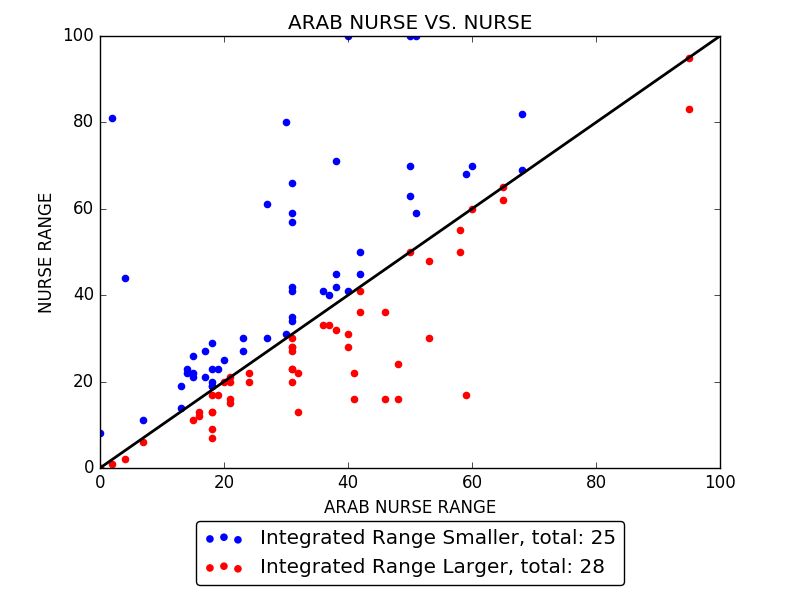 ARAB NURSE VS. NURSE
100
80
60
40
20
0
NURSE RANGE
0 20 40 60 80 100
ARAB NURSE RANGE
Integrated Range Smaller, total: 25
Integrated Range Larger, total: 28